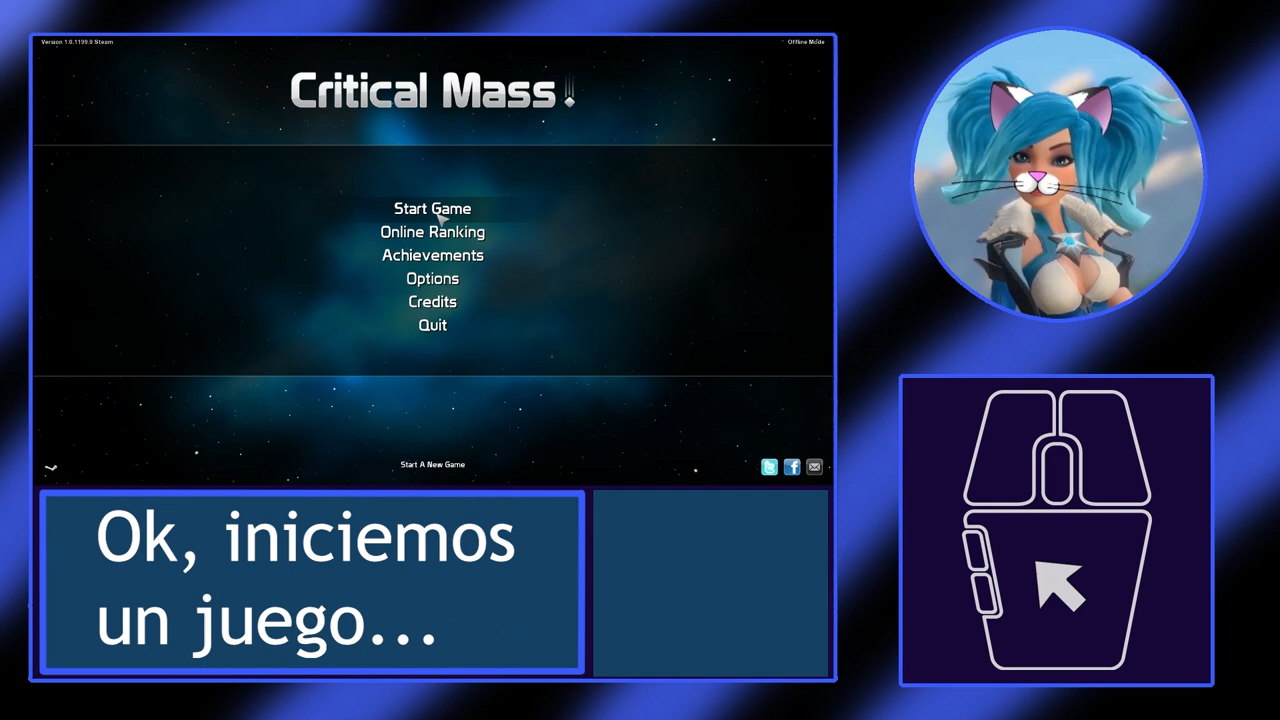 Version 1.0.1199.0 Steam
Offline Mode
Critical Mass
Start Game
Online Ranking
Achievements
Options
Credits
Quit
Start A New Game
Ok, iniciemos
un juego...